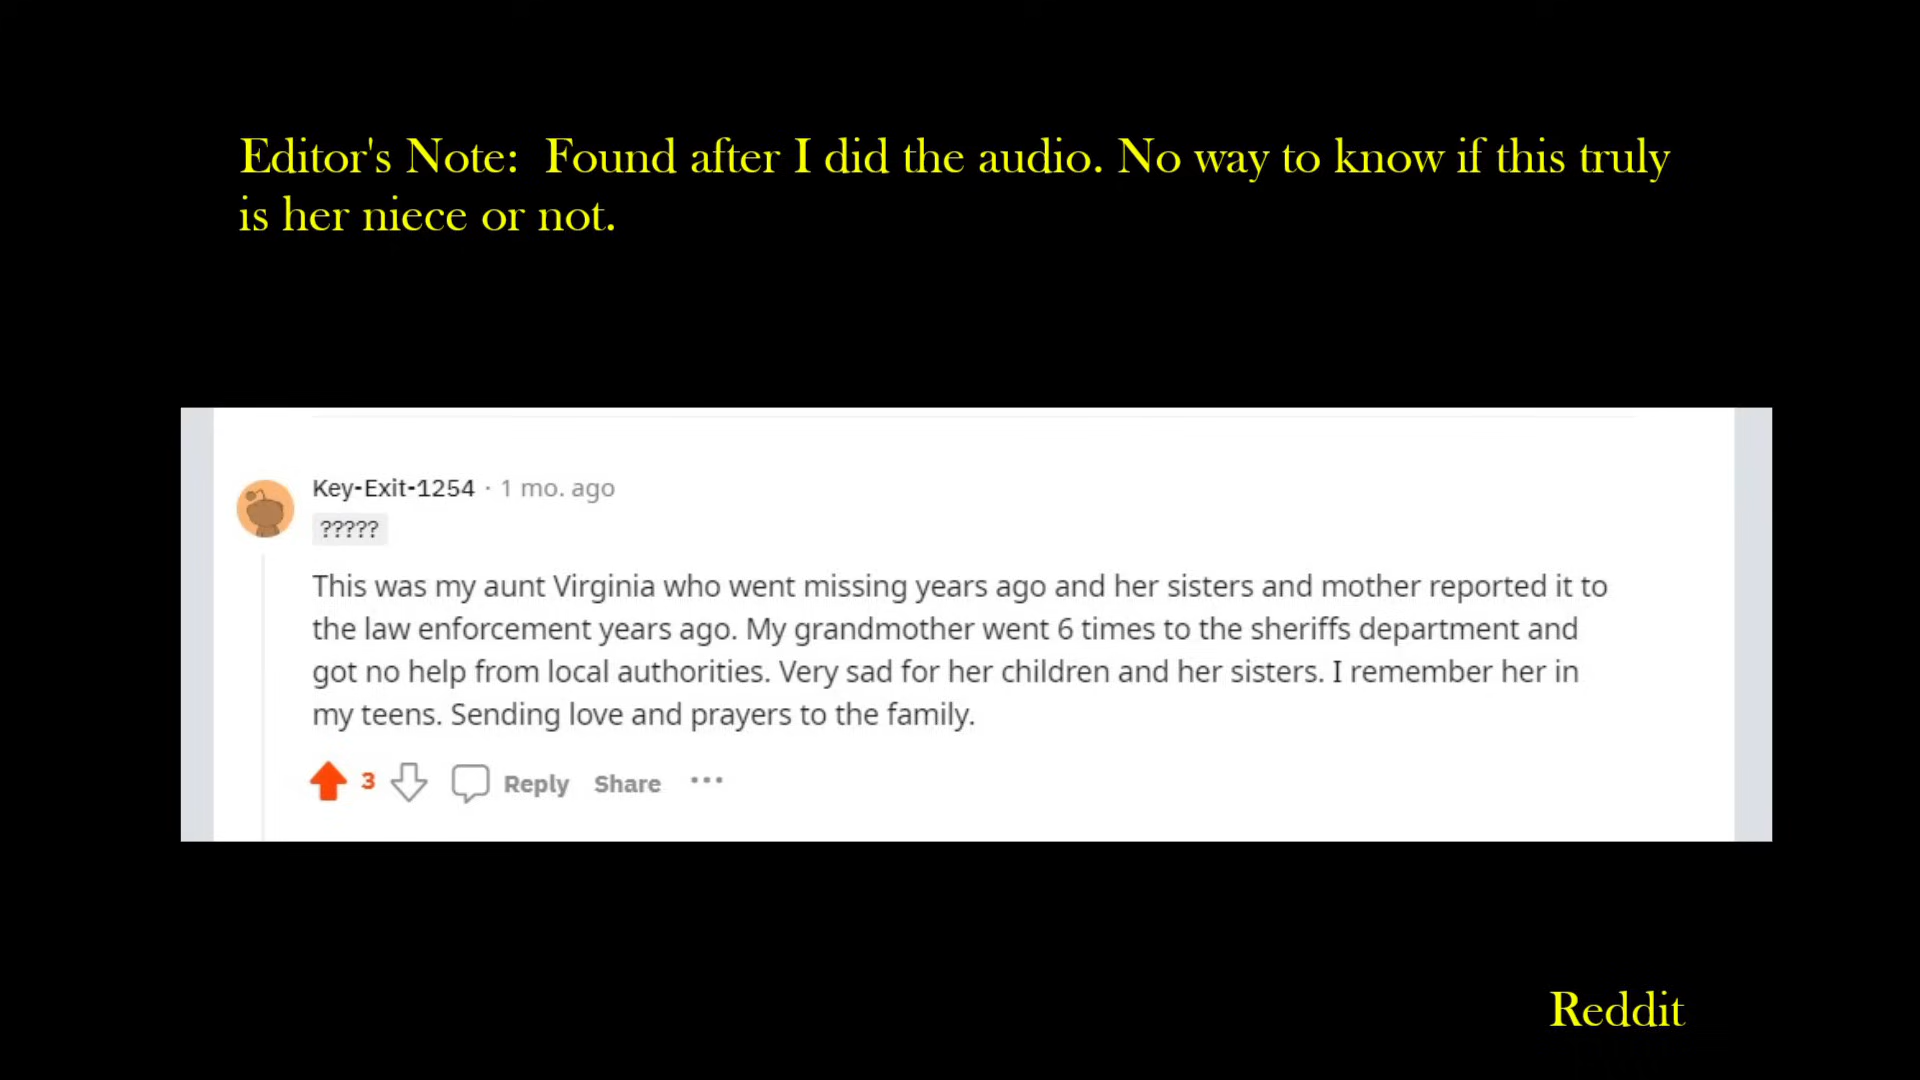 Editor's Note:  Found after I did the audio. No way to know if this truly
is her niece or not.
Key-Exit-1254 · 1 mo. ago
?????
This was my aunt Virginia who went missing years ago and her sisters and mother reported it to
the law enforcement years ago. My grandmother went 6 times to the sheriffs department and
got no help from local authorities. Very sad for her children and her sisters. I remember her in
my teens. Sending love and prayers to the family.
3 Reply Share ...
Reddit